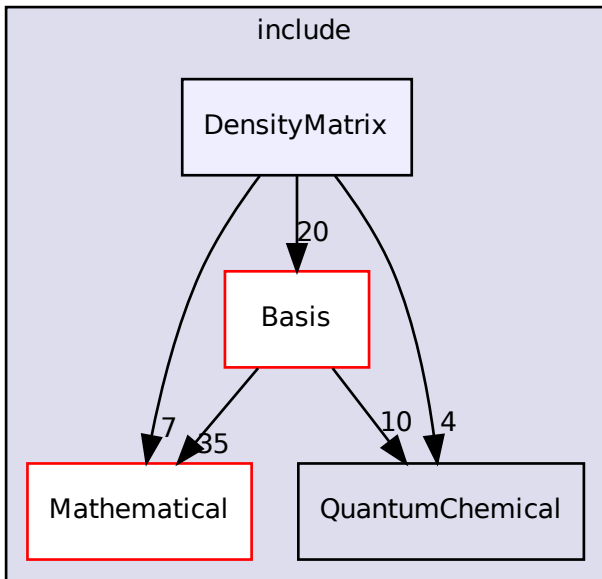 include
DensityMatrix
20
Basis
7
35
10
4
Mathematical
QuantumChemical